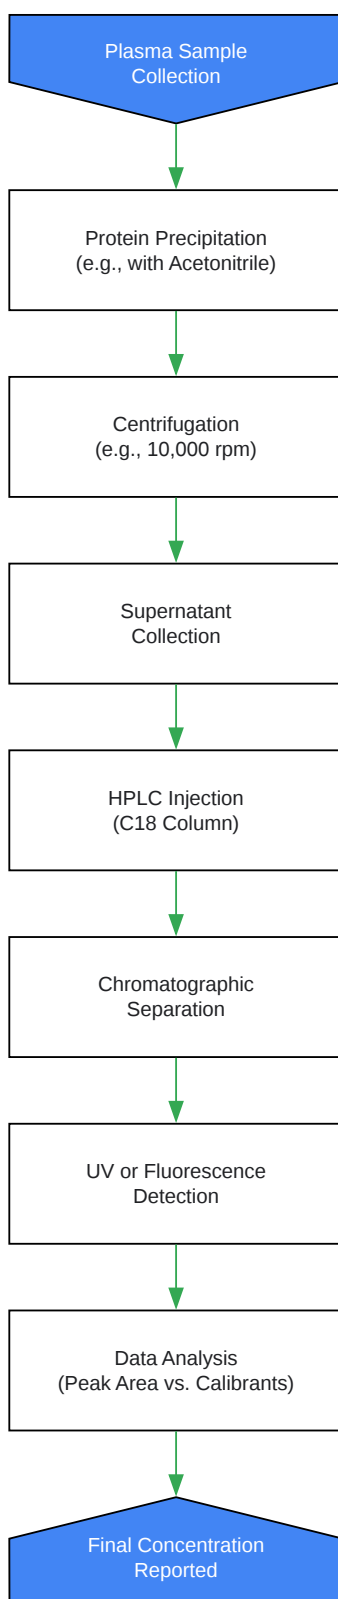 Plasma Sample
Collection
Protein Precipitation
(e.g., with Acetonitrile)
Centrifugation
(e.g., 10,000 rpm)
Supernatant
Collection
HPLC Injection
(C18 Column)
Chromatographic
Separation
UV or Fluorescence
Detection
Data Analysis
(Peak Area vs. Calibrants)
Final Concentration
Reported